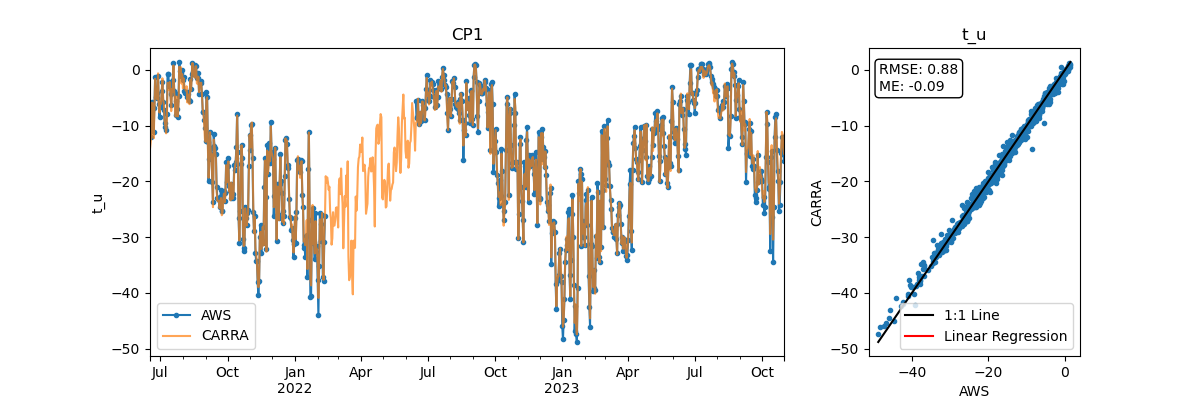 CP1
t_u
0
−10
−20
−30
−40
−50
AWS
CARRA
Jul
Oct
Jan
2022
Apr
Jul
Oct
Jan
2023
Apr
Jul
Oct
t_u
RMSE: 0.88
ME: -0.09
CARRA
0
−10
−20
−30
−40
−50
1:1 Line
Linear Regression
−40
−20
0
AWS